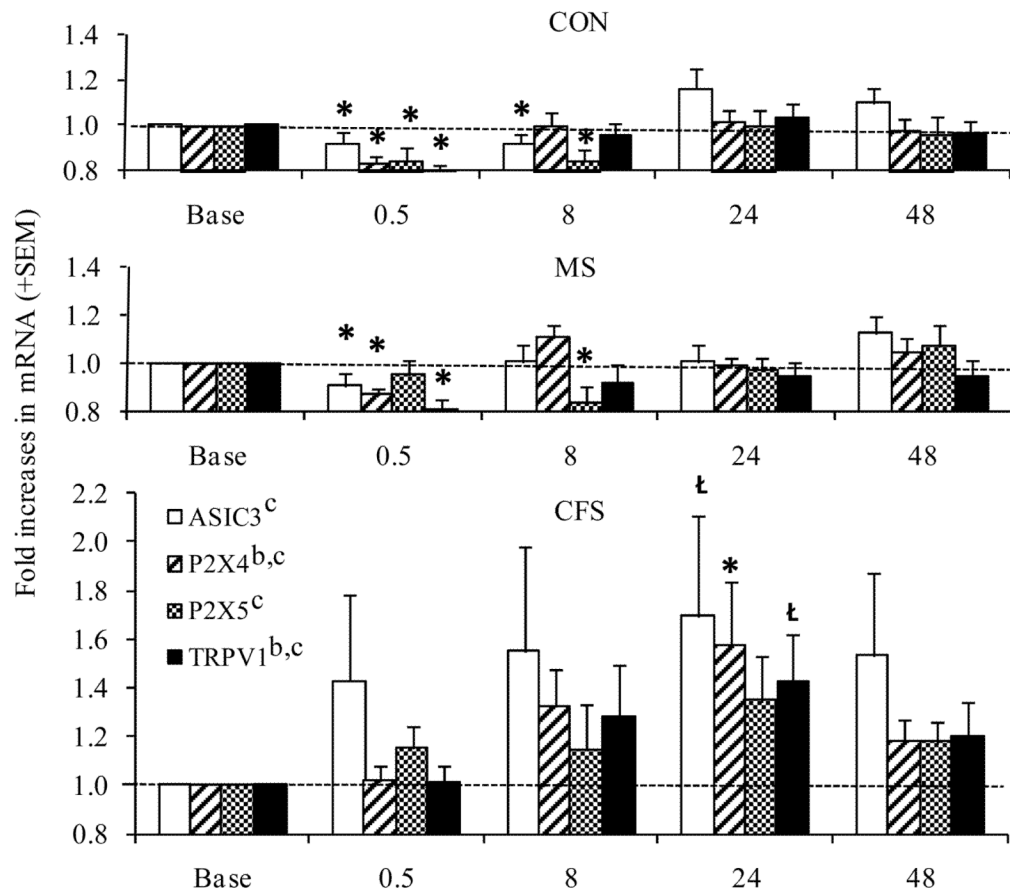 CON
1.4
1.2
1.0
0.8
* * * *
* *
Base 0.5 8 24 48
Fold increases in mRNA (+SEM)
MS
1.4
1.2
1.0
0.8
* * *
*
Base 0.5 8 24 48
CFS
2.2
2.0
1.8
1.6
1.4
1.2
1.0
0.8
ASIC3c
P2X4b,c
P2X5c
TRPV1b,c
Ł * Ł
Base 0.5 8 24 48